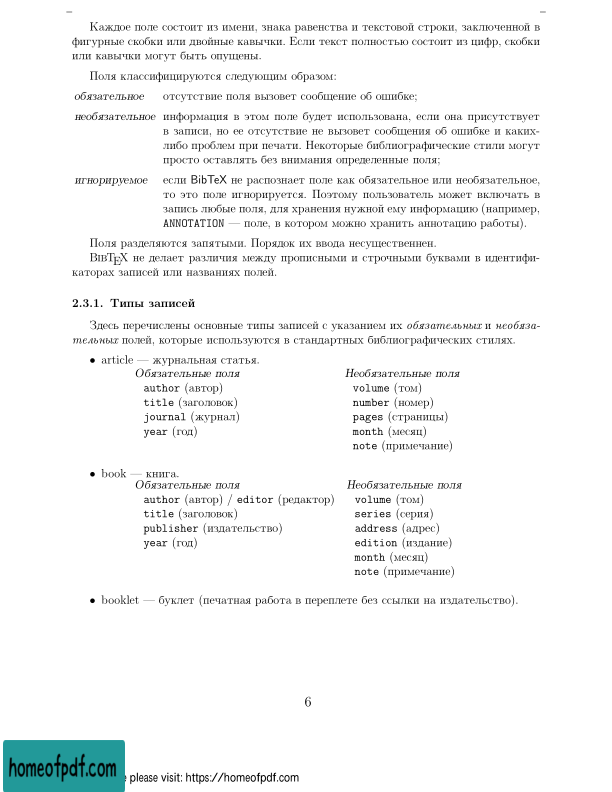 Каждое поле состоит из имени, знака равенства и текстовой строки, заключенной в
фигурные скобки или двойные кавычки. Если текст полностью состоит из цифр, скобки
или кавычки могут быть опущены.
Поля классифицируются следующим образом:
обязательное отсутствие поля вызовет сообщение об ошибке;
необязательное информация в этом поле будет использована, если она присутствует
в записи, но ее отсутствие не вызовет сообщения об ошибке и каких-
либо проблем при печати. Некоторые библиографические стили могут
просто оставлять без внимания определенные поля;
игнорируемое если BibTeX не распознает поле как обязательное или необязательное,
то это поле игнорируется. Поэтому пользователь может включать в
запись любые поля, для хранения нужной ему информацию (например,
ANNOTATION — поле, в котором можно хранить аннотацию работы).
Поля разделяются запятыми. Порядок их ввода несущественнен.
BIBTEX не делает различия между прописными и строчными буквами в идентифи-
каторах записей или названиях полей.
2.3.1. Типы записей
Здесь перечислены основные типы записей с указанием их обязательных и необяза-
тельных полей, которые используются в стандартных библиографических стилях.
• article — журнальная статья.
Обязательные поля Необязательные поля
author (автор) volume (том)
title (заголовок) number (номер)
journal (журнал) pages (страницы)
year (год) month (месяц)
note (примечание)
• book — книга.
Обязательные поля Необязательные поля
author (автор) / editor (редактор) volume (том)
title (заголовок) series (серия)
publisher (издательство) address (адрес)
year (год) edition (издание)
month (месяц)
note (примечание)
• booklet — буклет (печатная работа в переплете без ссылки на издательство).
6
homeofpdf.com
please visit: https://homeofpdf.com